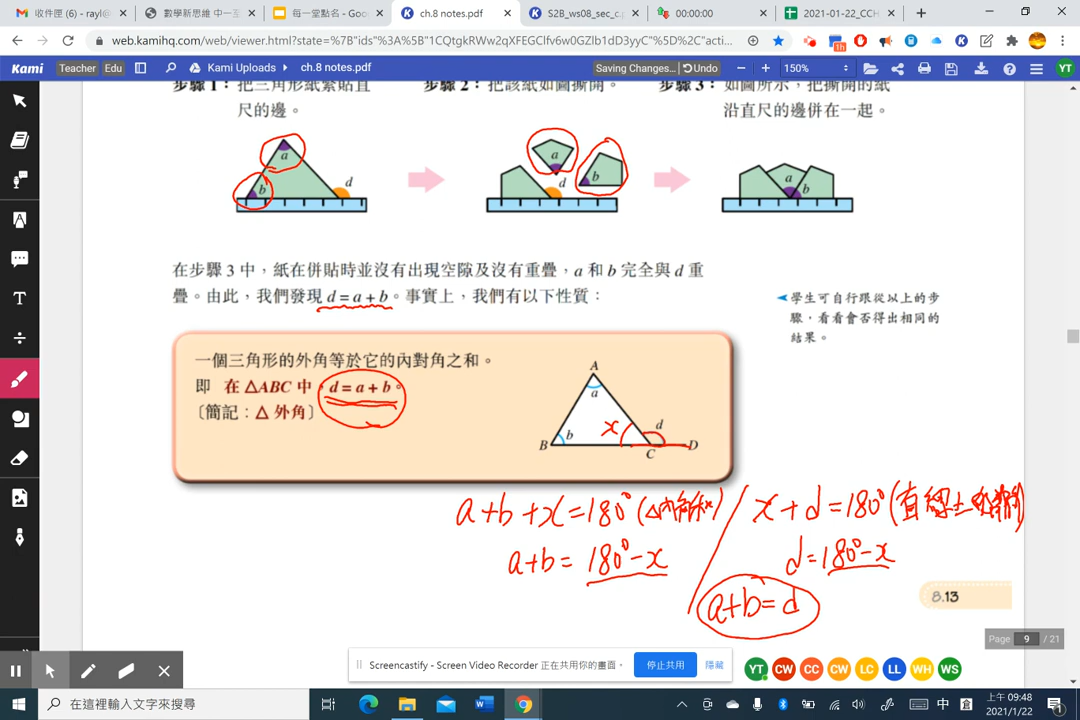 收件匣 (6) - rayl@
數學新思維 中一至
每一堂點名 - Goo
ch.8 notes.pdf
S2B_ws08_sec_c.p
00:00:00
2021-01-22_CCH
web.kamihq.com/web/viewer.html?state=%7B"ids"%3A%5B"1CQtgkRWw2qXFEGClfv6w0GZlb1dD3yyC"%5D%2C"acti...
Kami
Teacher
Edu
Kami Uploads
ch.8 notes.pdf
Saving Changes...
Undo
150%
YT
步驟 1：把三角形紙緊貼直
尺的邊。
步驟 2：把該紙如圖撕開。
步驟 3：如圖所示，把撕開的紙
沿直尺的邊併在一起。
a
b
d
a
b
d
a
b
在步驟 3 中，紙在併貼時並沒有出現空隙及沒有重疊，a 和 b 完全與 d 重
疊。由此，我們發現 d = a + b。事實上，我們有以下性質：
學生可自行跟從以上的步
驟，看看會否得出相同的
結果。
一個三角形的外角等於它的內對角之和。
即 在 △ABC 中，d = a + b。
〔簡記：△ 外角〕
A
a
B
b
x
d
C
D
a+b+x=180° (△內角和) / x+d=180°
a+b= 180°-x
d=180°-x
a+b=d
8.13
Page 9 / 21
Screencastify - Screen Video Recorder 正在共用你的畫面。
停止共用
隱藏
YT CW CC CW LC LL WH WS
在這裡輸入文字來搜尋
中
上午 09:48
2021/1/22